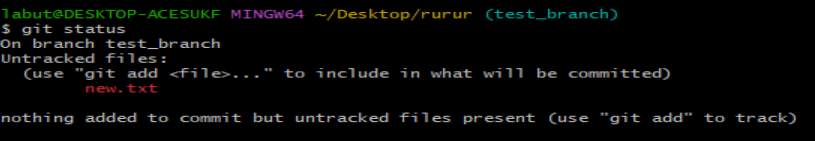 labut@DESKTOP-ACESUKF MINGW64 ~/Desktop/rurur (test_branch)
$ git status
On branch test_branch
Untracked files:
  (use "git add <file>..." to include in what will be committed)
        new.txt

nothing added to commit but untracked files present (use "git add" to track)